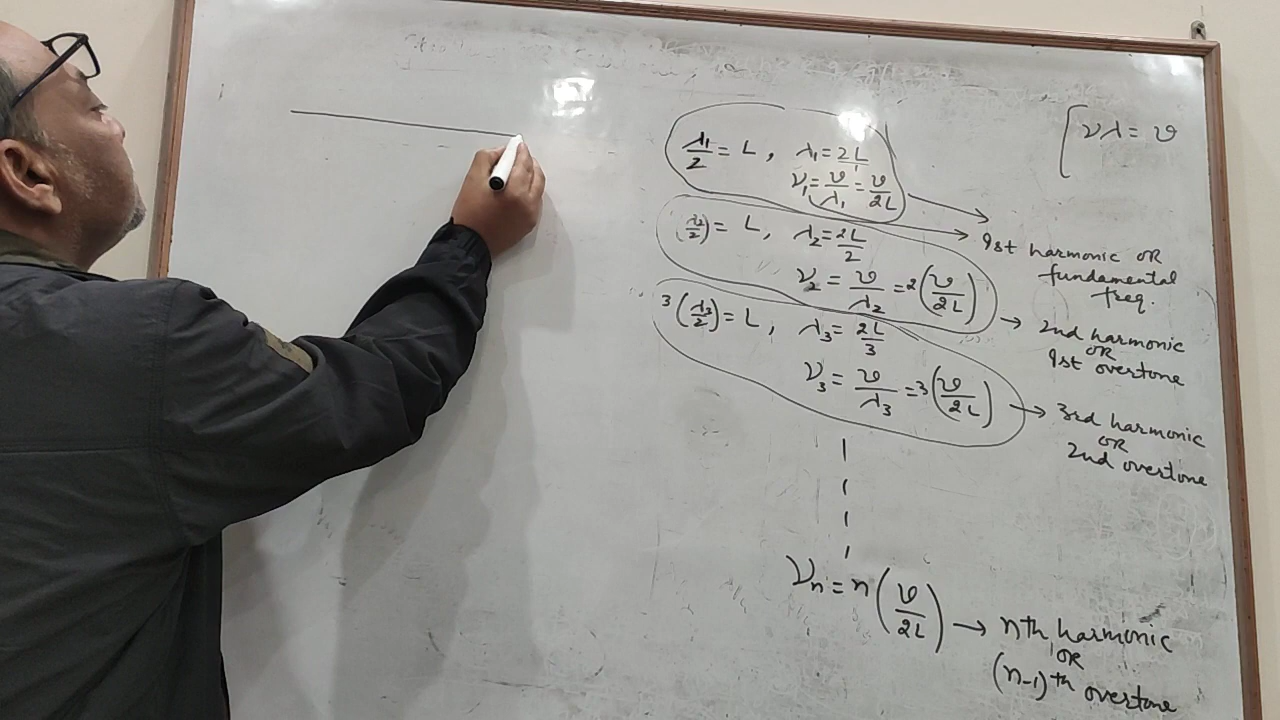 λ₁/2 = L, λ₁ = 2L/1
ν₁ = v/λ₁ = v/2L
[νλ = v
1st harmonic OR
fundamental
freq.
(λ₂/2) = L, λ₂ = 2L/2
ν₂ = v/λ₂ = 2(v/2L)
2nd harmonic
OR
1st overtone
3(λ₃/2) = L, λ₃ = 2L/3
ν₃ = v/λ₃ = 3(v/2L)
3rd harmonic
OR
2nd overtone
νₙ = n(v/2L) → nth harmonic
OR
(n-1)ᵗʰ overtone